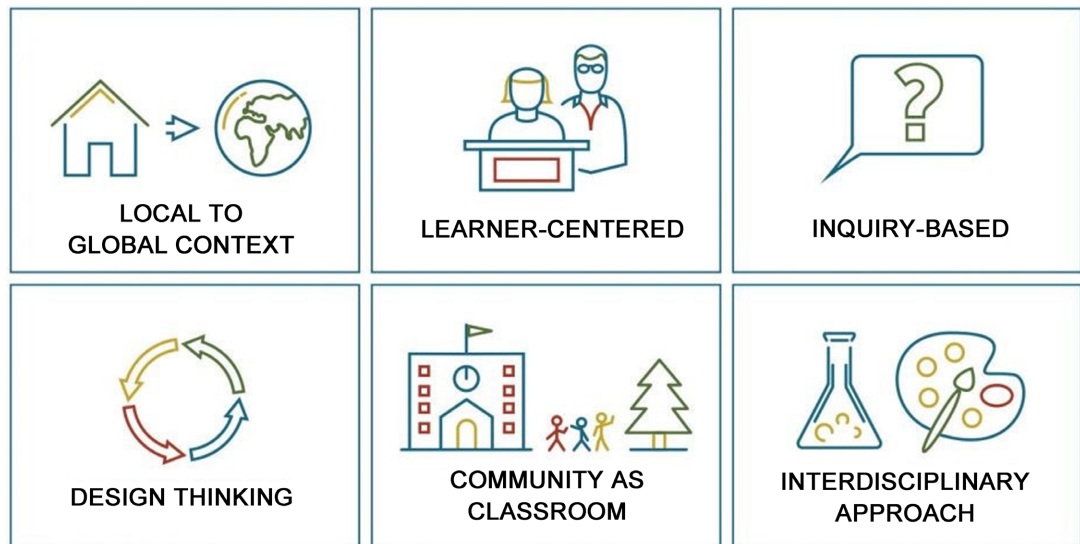 LOCAL TO
GLOBAL CONTEXT
LEARNER-CENTERED
INQUIRY-BASED
DESIGN THINKING
COMMUNITY AS
CLASSROOM
INTERDISCIPLINARY
APPROACH